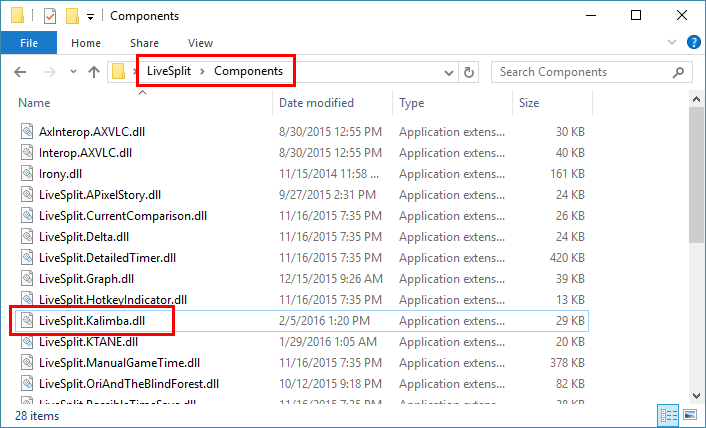 Components
File Home Share View
LiveSplit Components Search Components
Name Date modified Type Size
AxInterop.AXVLC.dll 8/30/2015 12:55 PM Application extens... 30 KB
Interop.AXVLC.dll 8/30/2015 12:55 PM Application extens... 40 KB
Irony.dll 11/15/2014 11:58 ... Application extens... 161 KB
LiveSplit.APixelStory.dll 9/27/2015 2:31 PM Application extens... 24 KB
LiveSplit.CurrentComparison.dll 11/16/2015 7:35 PM Application extens... 26 KB
LiveSplit.Delta.dll 11/16/2015 7:35 PM Application extens... 24 KB
LiveSplit.DetailedTimer.dll 11/16/2015 7:35 PM Application extens... 420 KB
LiveSplit.Graph.dll 12/15/2015 9:26 AM Application extens... 39 KB
LiveSplit.HotkeyIndicator.dll 11/16/2015 7:35 PM Application extens... 13 KB
LiveSplit.Kalimba.dll 2/5/2016 1:20 PM Application extens... 29 KB
LiveSplit.KTANE.dll 1/29/2016 1:05 AM Application extens... 20 KB
LiveSplit.ManualGameTime.dll 11/16/2015 7:35 PM Application extens... 378 KB
LiveSplit.OriAndTheBlindForest.dll 10/12/2015 9:18 PM Application extens... 82 KB
LiveSplit.PossibleTimeSave.dll 11/16/2015 7:35 PM Application extens... 28 KB
28 items